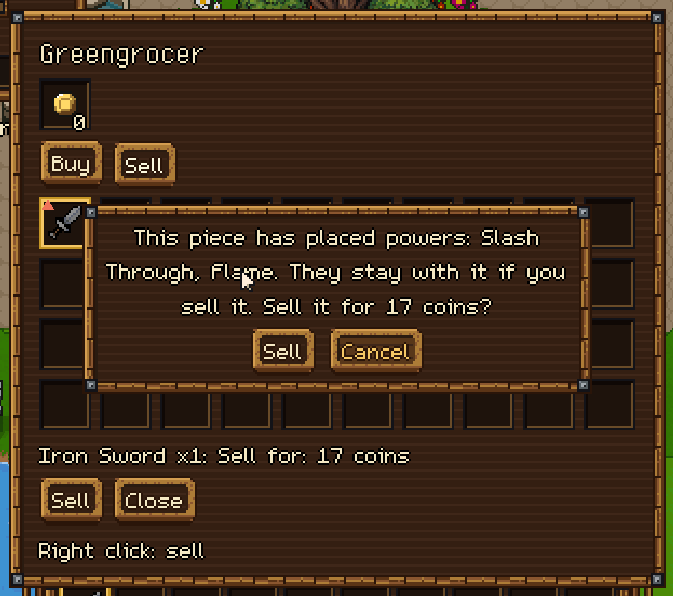 Greengrocer
0
Buy Sell
This piece has placed powers: Slash
Through, Flame. They stay with it if you
sell it. Sell it for 17 coins?
Sell Cancel
Iron Sword x1: Sell for: 17 coins
Sell Close
Right click: sell